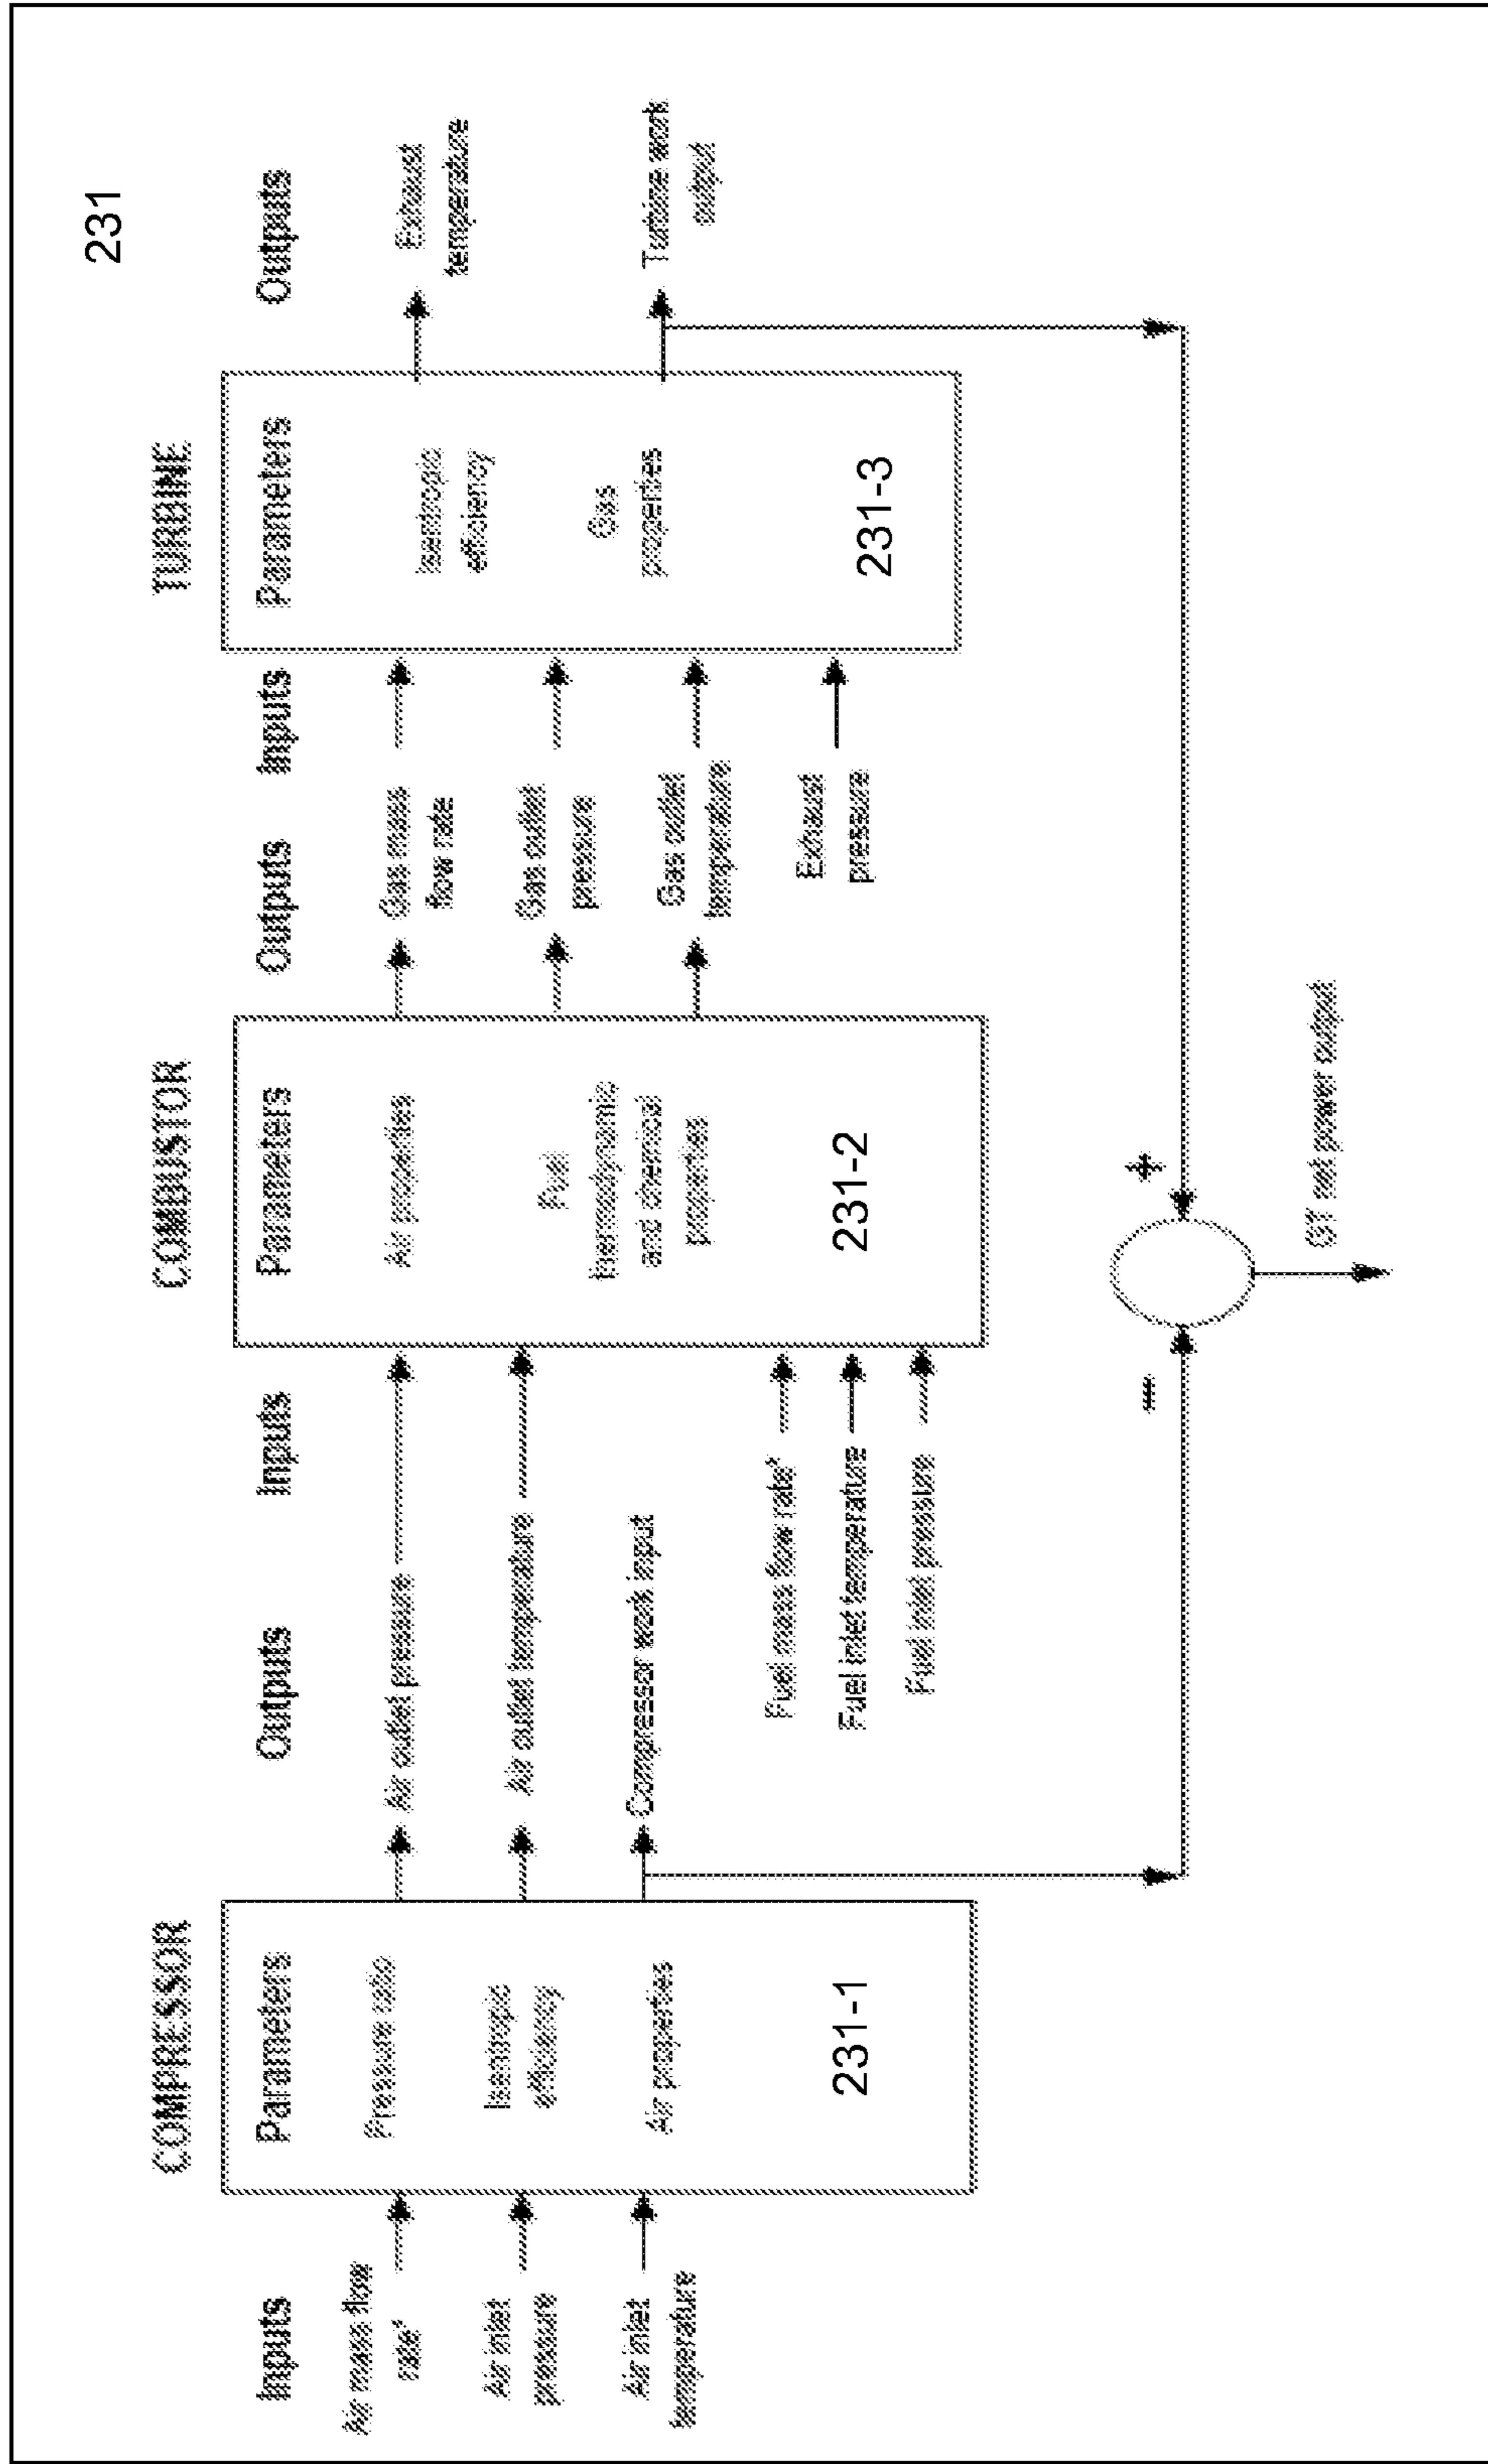 231
COMPRESSOR
COMBUSTOR
TURBINE
Inputs
Parameters
Outputs
Inputs
Parameters
Outputs
Inputs
Parameters
Outputs
Air mass flow
rate*
Air inlet
pressure
Air inlet
temperature
Pressure ratio
Isentropic
efficiency
Air properties
231-1
Air outlet pressure
Air outlet temperature
Compressor work input
Fuel mass flow rate*
Fuel inlet temperature
Fuel inlet pressure
Air properties
Fuel
thermodynamic
and chemical
properties
231-2
Gas mass
flow rate
Gas outlet
pressure
Gas outlet
temperature
Exhaust
pressure
Isentropic
efficiency
Gas
properties
231-3
Exhaust
temperature
Turbine work
output
−
+
GT net power output